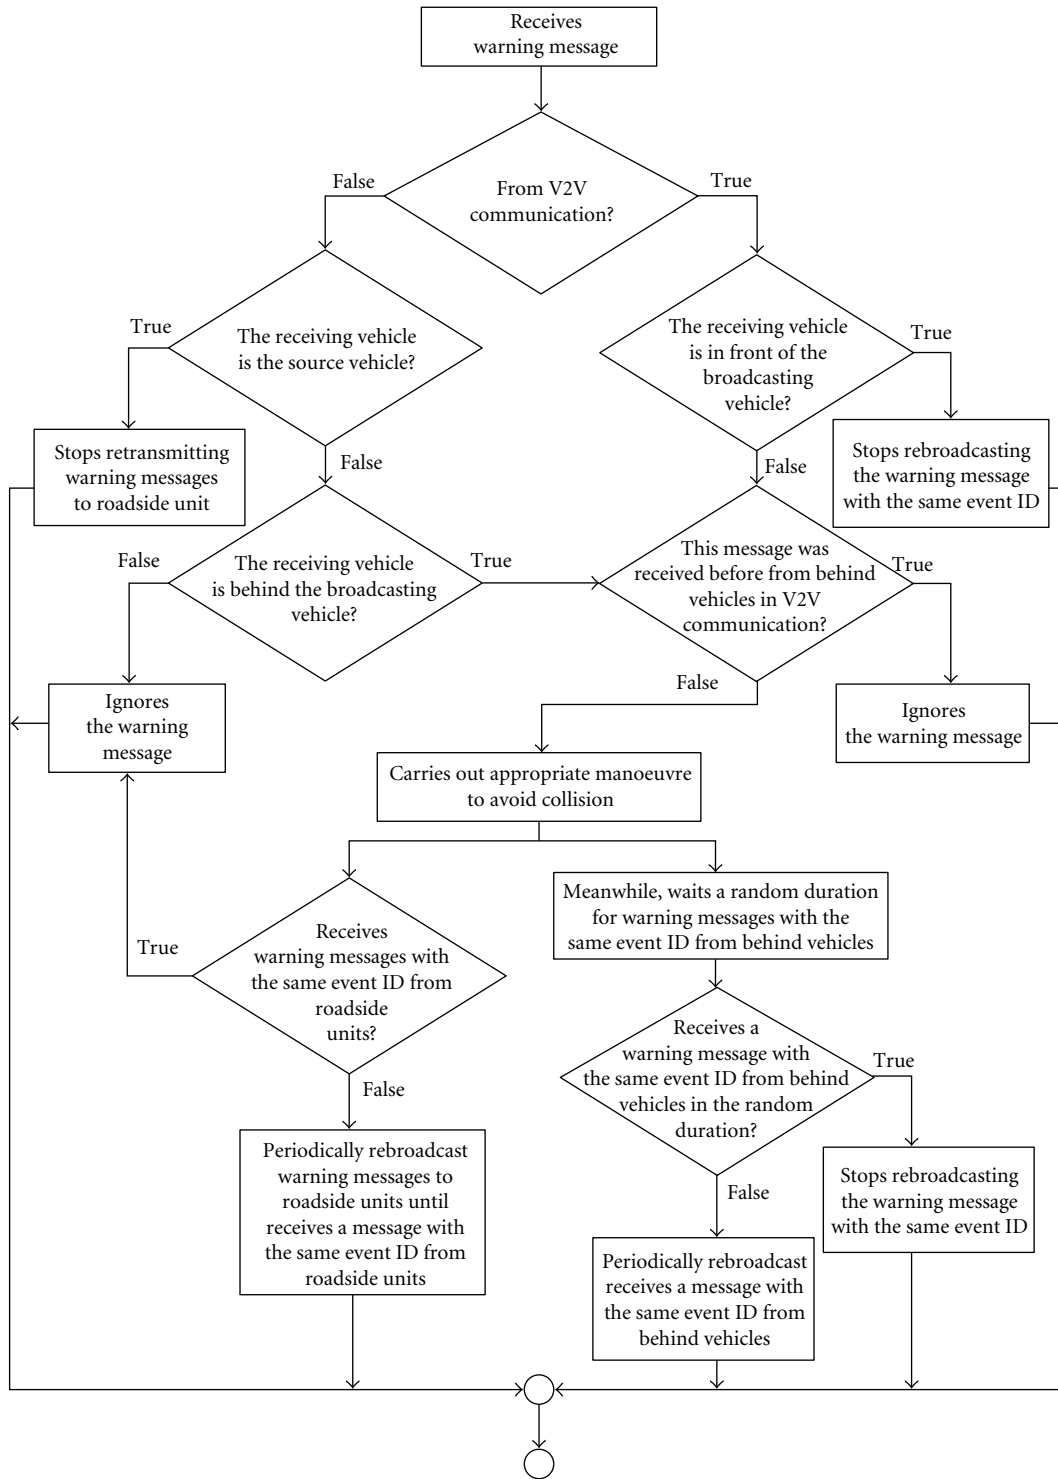 Receives
warning message
From V2V
communication?
False
True
The receiving vehicle
is the source vehicle?
True
False
The receiving vehicle
is in front of the
broadcasting
vehicle?
True
False
Stops retransmitting
warning messages
to roadside unit
Stops rebroadcasting
the warning message
with the same event ID
The receiving vehicle
is behind the broadcasting
vehicle?
False
True
This message was
received before from behind
vehicles in V2V
communication?
True
False
Ignores
the warning
message
Ignores
the warning message
Carries out appropriate manoeuvre
to avoid collision
Receives
warning messages with
the same event ID from
roadside
units?
True
False
Meanwhile, waits a random duration
for warning messages with the
same event ID from behind vehicles
Receives a
warning message with
the same event ID from behind
vehicles in the random
duration?
True
False
Periodically rebroadcast
warning messages to
roadside units until
receives a message with
the same event ID from
roadside units
Stops rebroadcasting
the warning message
with the same event ID
Periodically rebroadcast
receives a message with
the same event ID from
behind vehicles